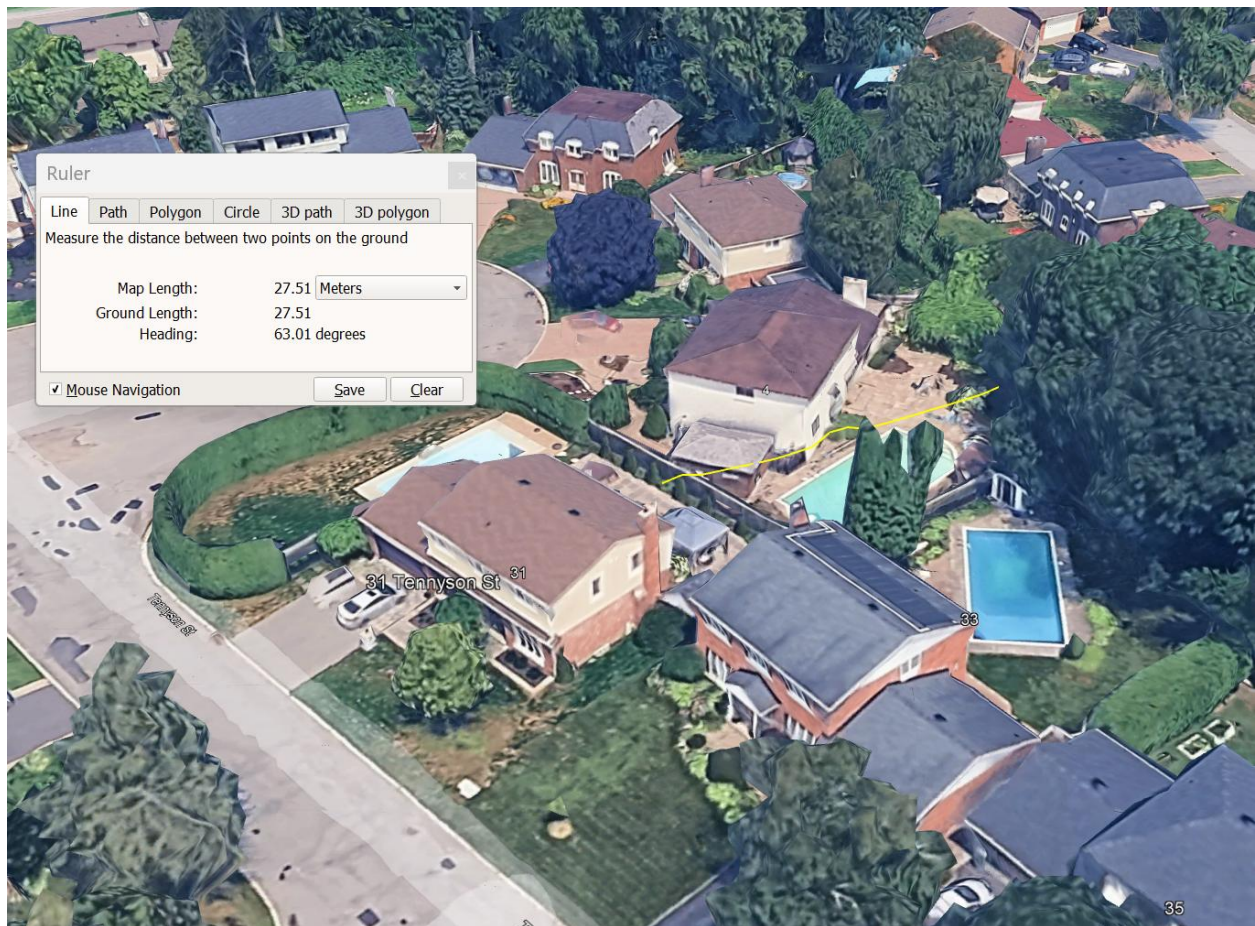 Ruler
Line Path Polygon Circle 3D path 3D polygon
Measure the distance between two points on the ground
Map Length: 27.51 Meters
Ground Length: 27.51
Heading: 63.01 degrees
Mouse Navigation Save Clear
4
31 Tennyson St 31
Tennyson St
33
35